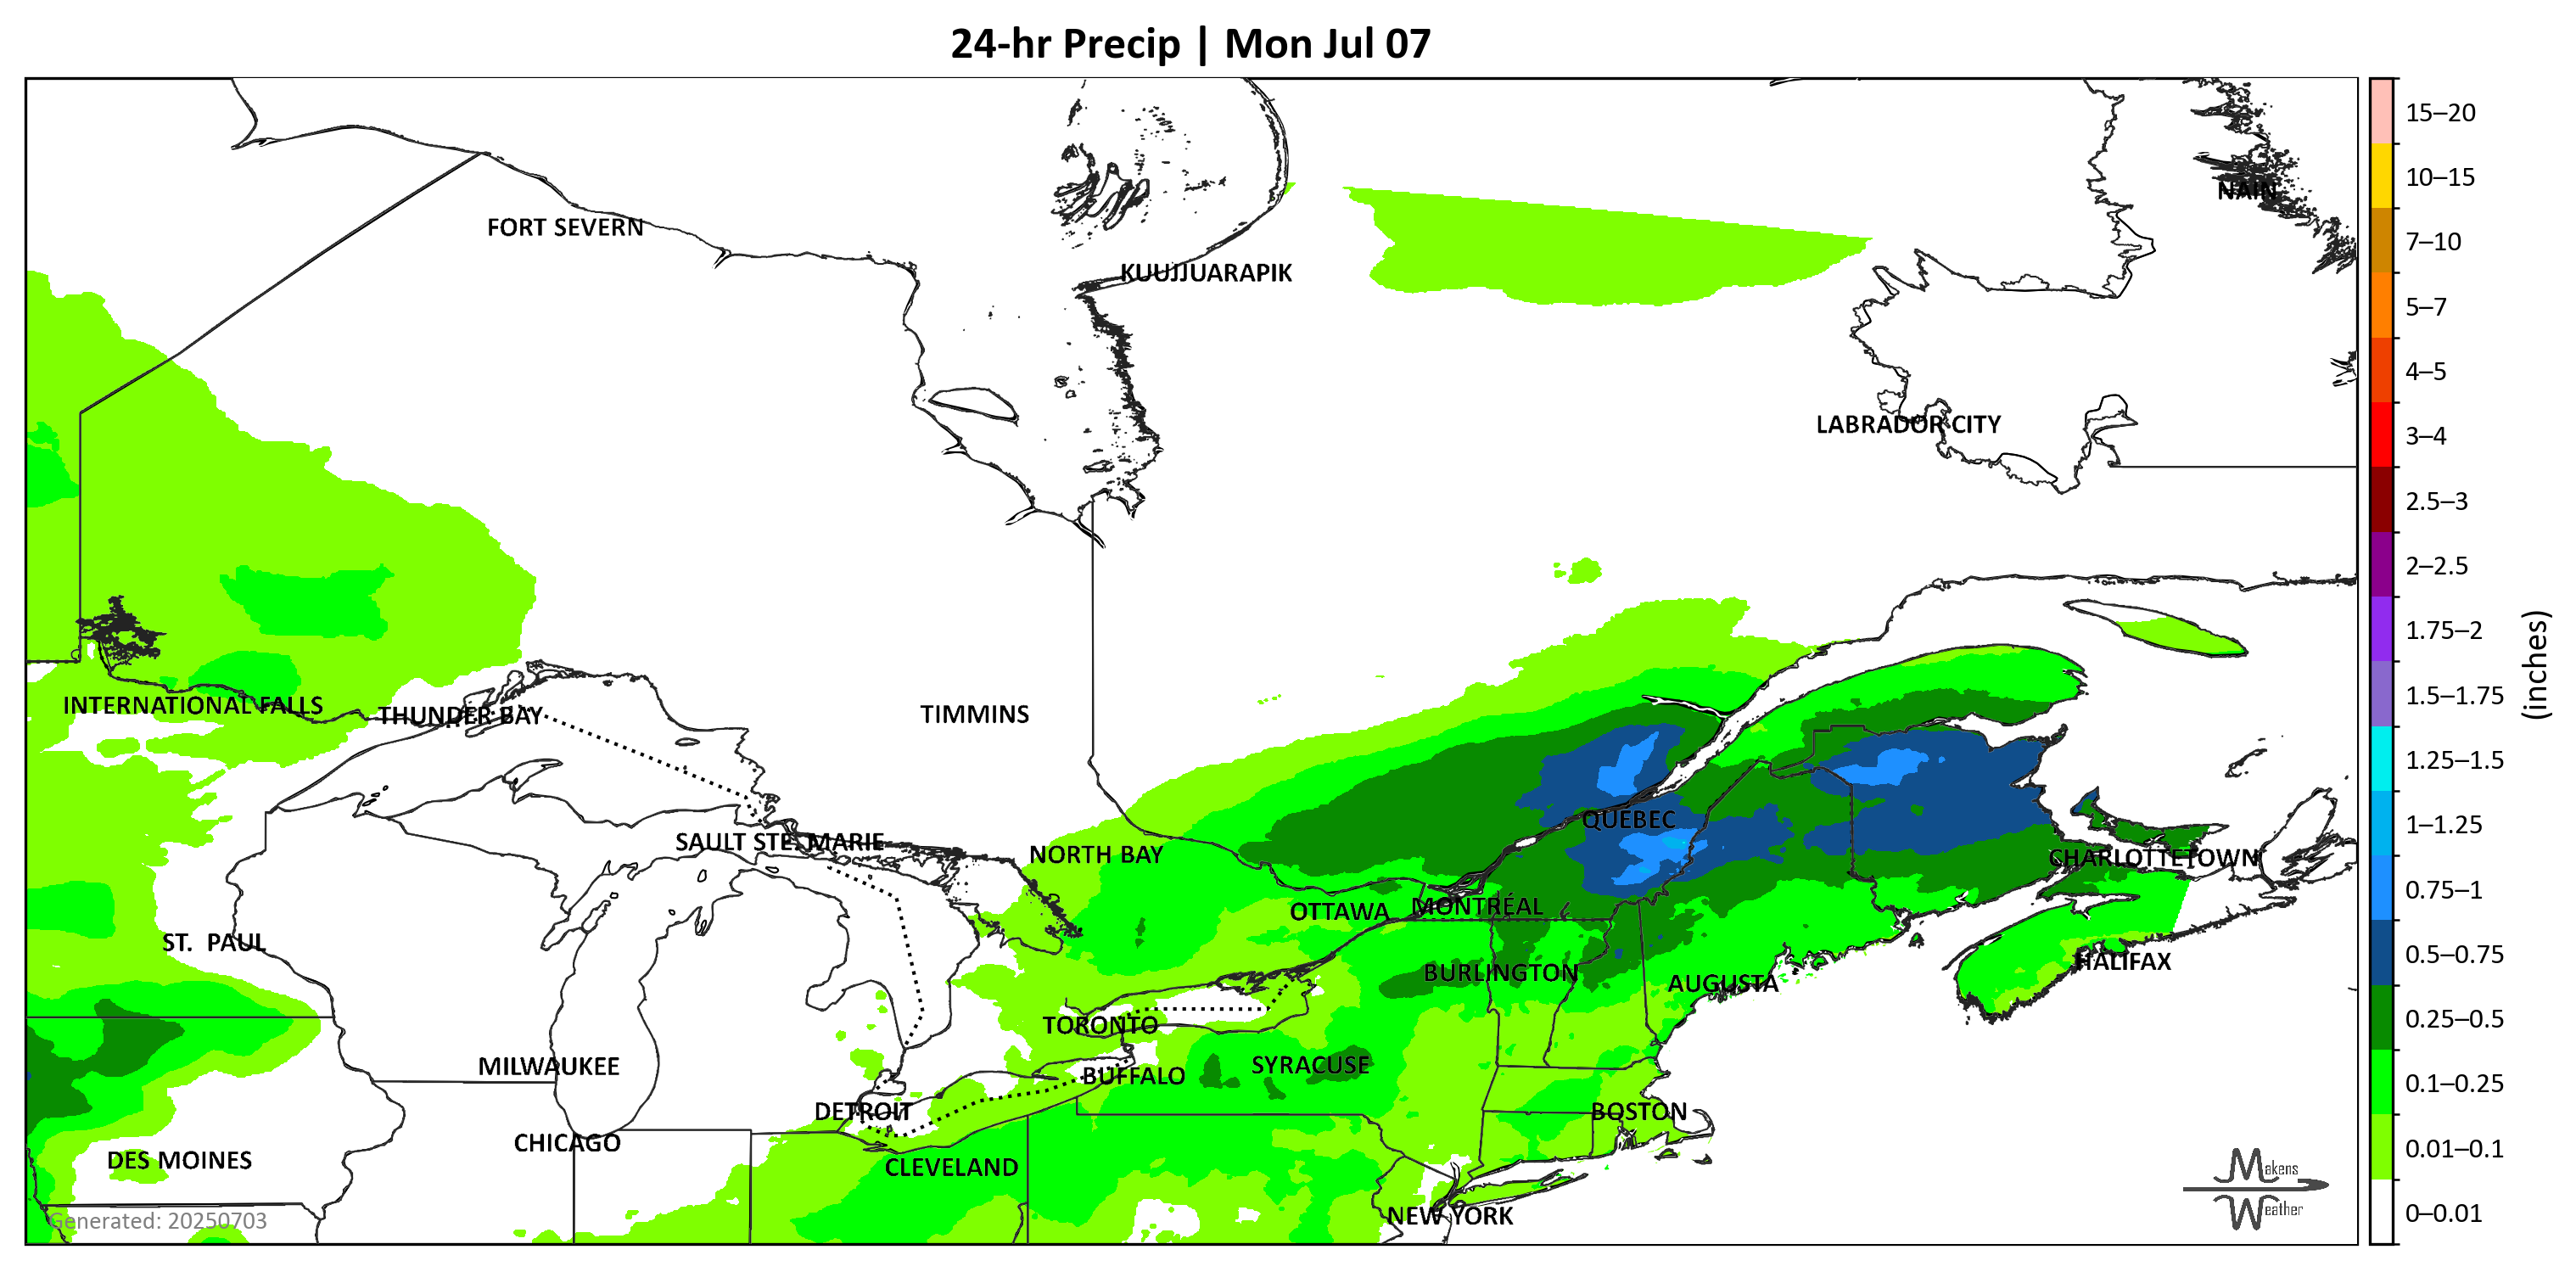 24-hr Precip | Mon Jul 07
15–20
NAIN
10–15
FORT SEVERN
7–10
KUUJJUARAPIK
5–7
4–5
LABRADOR CITY
3–4
2.5–3
2–2.5
1.75–2
(inches)
1.5–1.75
INTERNATIONAL FALLS
THUNDER BAY
TIMMINS
1.25–1.5
QUÉBEC
1–1.25
SAULT STE. MARIE
NORTH BAY
CHARLOTTETOWN
0.75–1
OTTAWA
MONTRÉAL
ST. PAUL
0.5–0.75
HALIFAX
BURLINGTON
AUGUSTA
0.25–0.5
TORONTO
MILWAUKEE
SYRACUSE
BUFFALO
0.1–0.25
DETROIT
BOSTON
CHICAGO
0.01–0.1
DES MOINES
CLEVELAND
Makens
Weather
0–0.01
NEW YORK
Generated: 20250703